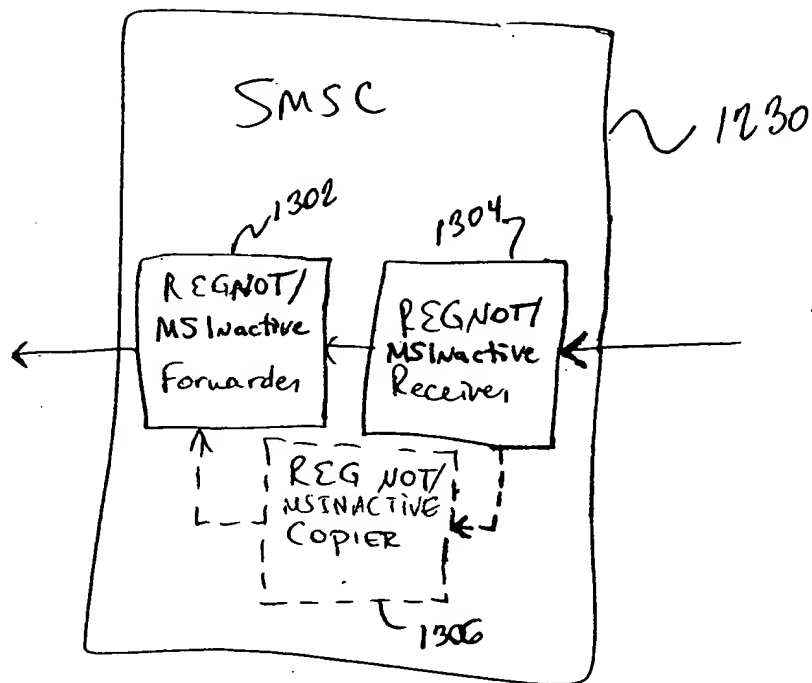 SMSC
1230
1302
1304
REGNOT/
MSINactive
Forwarder
REGNOT/
MSINactive
Receiver
REG NOT/
MSINACTIVE
COPIER
1306